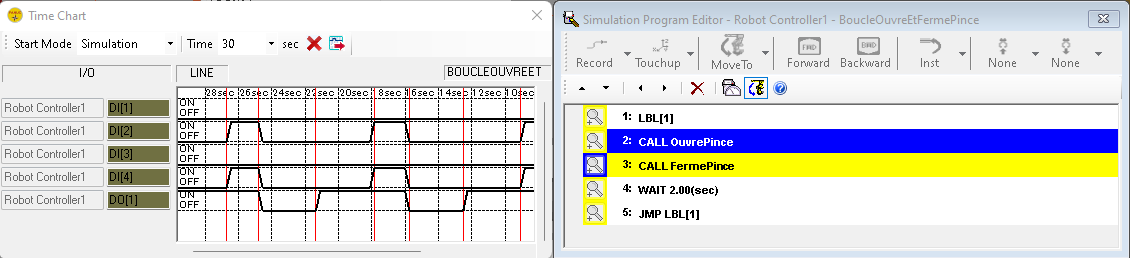 Time Chart
Start Mode Simulation Time 30 sec
I/O LINE BOUCLEOUVREET
28sec 26sec 24sec 22sec 20sec 18sec 16sec 14sec 12sec 10sec
Robot Controller1 DI[1] ON
OFF
Robot Controller1 DI[2] ON
OFF
Robot Controller1 DI[3] ON
OFF
Robot Controller1 DI[4] ON
OFF
Robot Controller1 DO[1] ON
OFF
Simulation Program Editor - Robot Controller1 - BoucleOuvreEtFermePince
Record Touchup MoveTo Forward Backward Inst None None
1: LBL[1]
2: CALL OuvrePince
3: CALL FermePince
4: WAIT 2.00(sec)
5: JMP LBL[1]